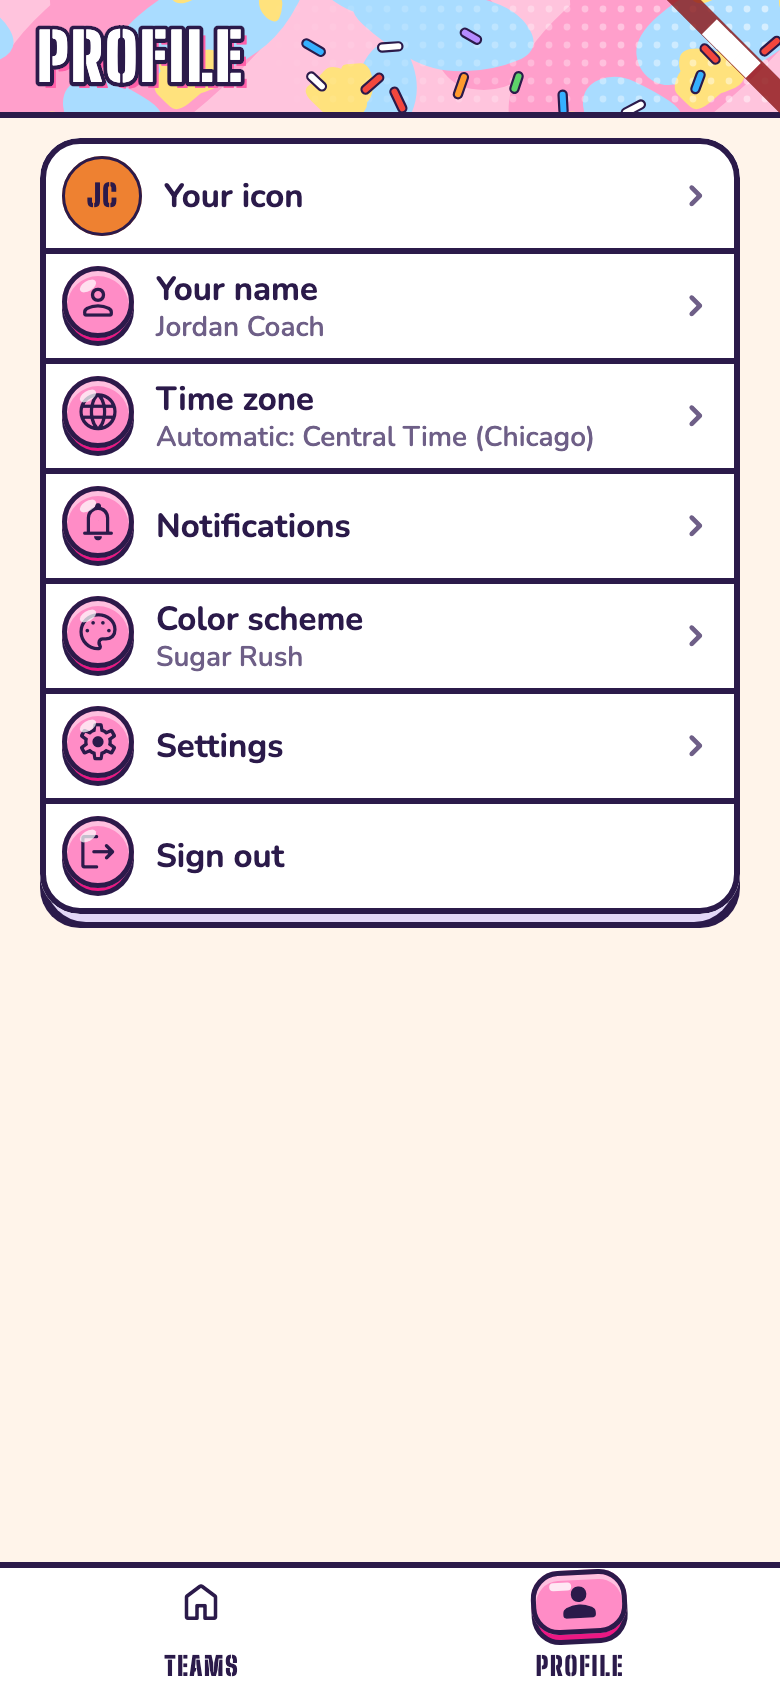 PROFILE
JC
Your icon
Your name
Jordan Coach
Time zone
Automatic: Central Time (Chicago)
Notifications
Color scheme
Sugar Rush
Settings
Sign out
TEAMS
PROFILE